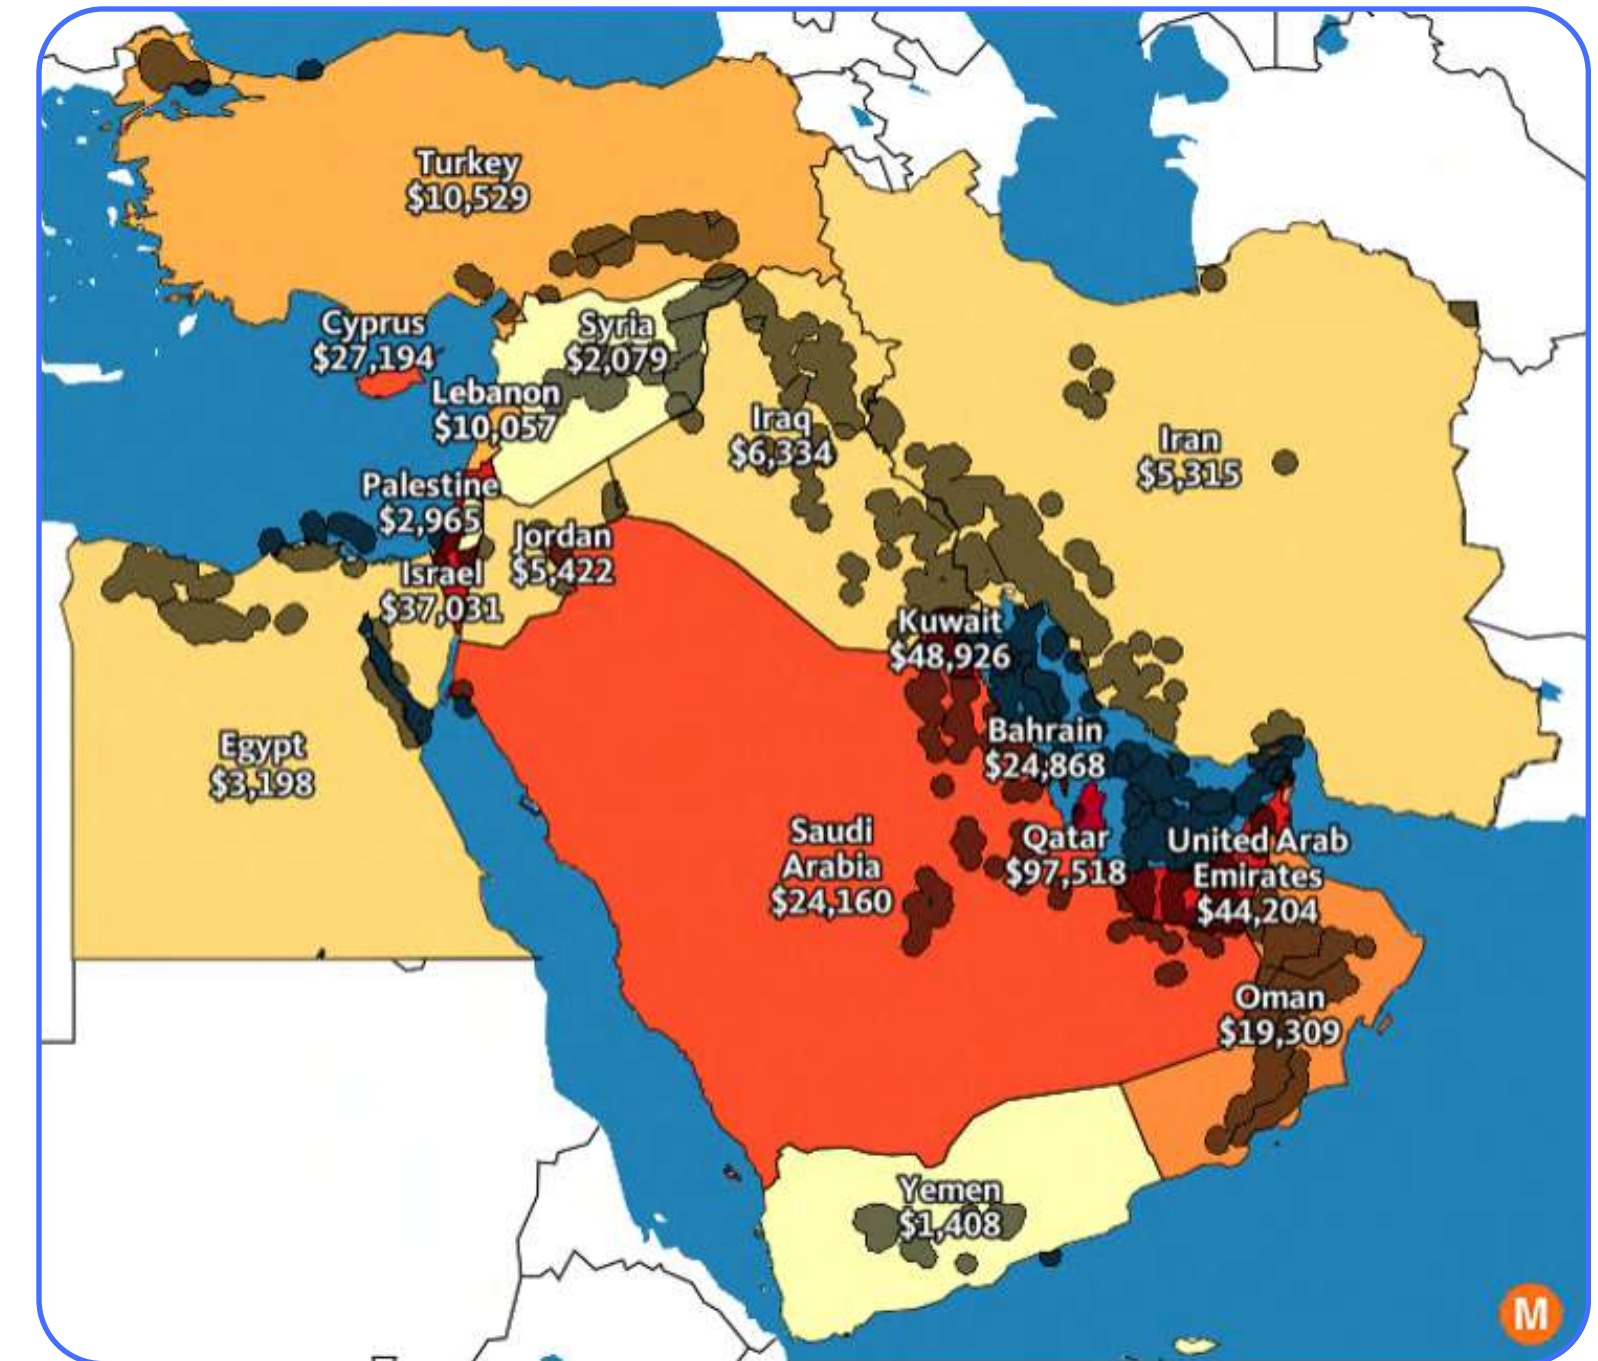 Turkey
$10,529
Cyprus
$27,194
Syria
$2,079
Lebanon
$10,057
Iraq
$6,334
Iran
$5,315
Palestine
$2,965
Jordan
$5,422
Israel
$37,031
Kuwait
$48,926
Egypt
$3,198
Bahrain
$24,868
Saudi
Arabia
$24,160
Qatar
$97,518
United Arab
Emirates
$44,204
Oman
$19,309
Yemen
$1,408
M